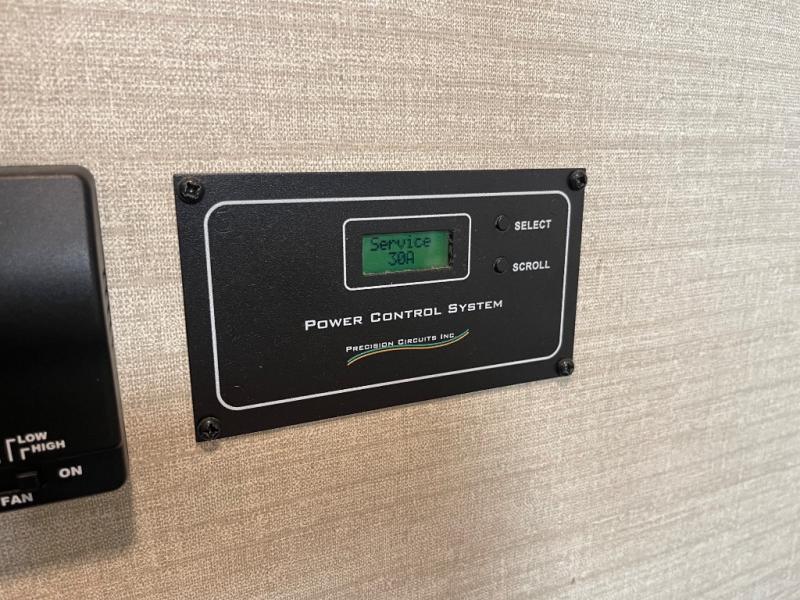 Service
30A
SELECT
SCROLL
POWER CONTROL SYSTEM
PRECISION CIRCUITS INC
LOW
HIGH
ON
FAN